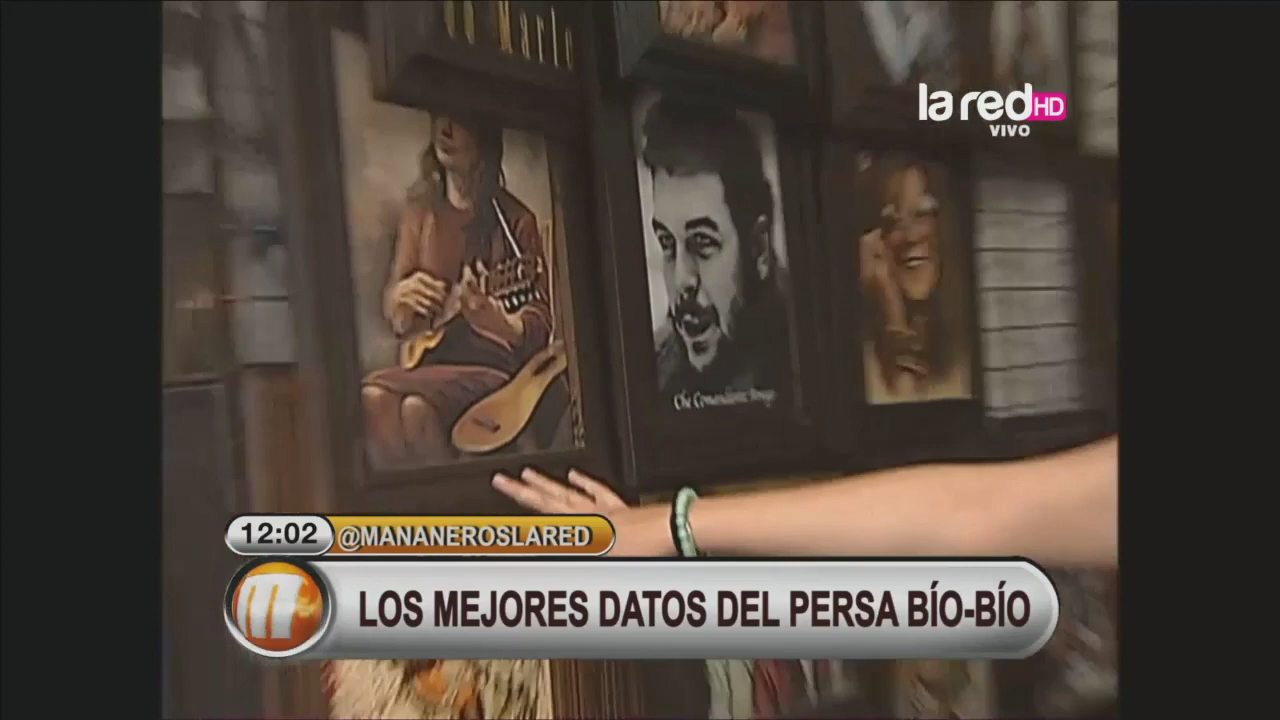 la red HD
VIVO
Che Comandante Amigo
12:02 @MANANEROSLARED
LOS MEJORES DATOS DEL PERSA BÍO-BÍO